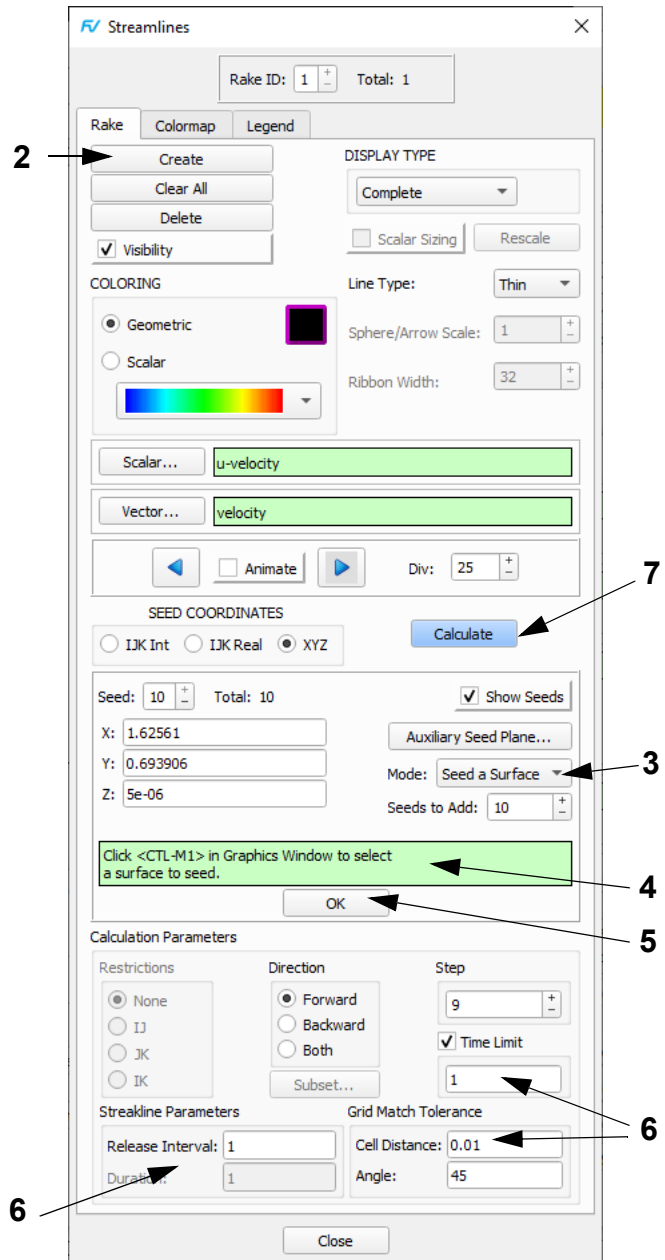 FV Streamlines
Rake ID: 1 Total: 1
Rake Colormap Legend
2
Create
Clear All
Delete
Visibility
DISPLAY TYPE
Complete
Scalar Sizing Rescale
COLORING
Geometric
Scalar
Line Type: Thin
Sphere/Arrow Scale: 1
Ribbon Width: 32
Scalar... u-velocity
Vector... velocity
Animate Div: 25
7
SEED COORDINATES
IJK Int IJK Real XYZ
Calculate
Seed: 10 Total: 10 Show Seeds
X: 1.62561
Y: 0.693906
Z: 5e-06
Auxiliary Seed Plane...
Mode: Seed a Surface
3
Seeds to Add: 10
Click <CTL-M1> in Graphics Window to select
a surface to seed.
4
OK
5
Calculation Parameters
Restrictions
None
IJ
JK
IK
Direction
Forward
Backward
Both
Subset...
Step
9
Time Limit
1
6
Streakline Parameters
Release Interval: 1
Duration: 1
6
Grid Match Tolerance
Cell Distance: 0.01
Angle: 45
Close